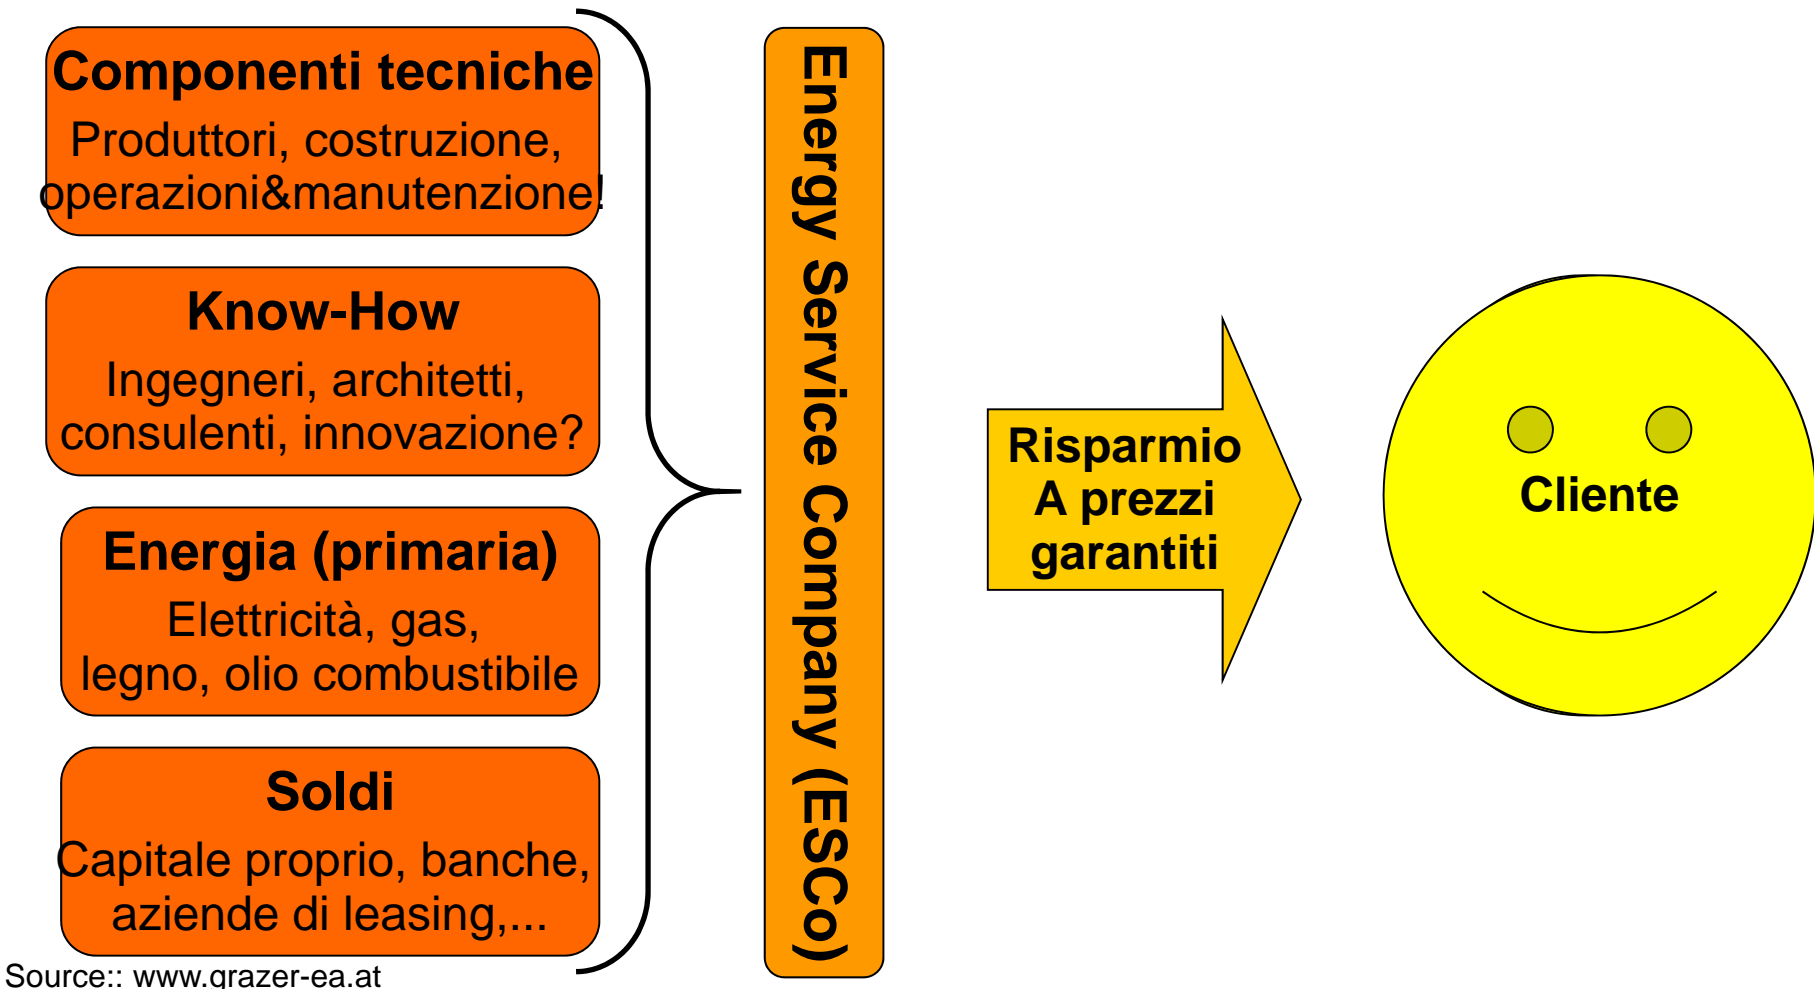 Componenti tecniche
Produttori, costruzione,
operazioni&manutenzione!
Know-How
Ingegneri, architetti,
consulenti, innovazione?
Energia (primaria)
Elettricità, gas,
legno, olio combustibile
Soldi
Capitale proprio, banche,
aziende di leasing,...
Source:: www.grazer-ea.at
Energy Service Company (ESCo)
Risparmio
A prezzi
garantiti
Cliente